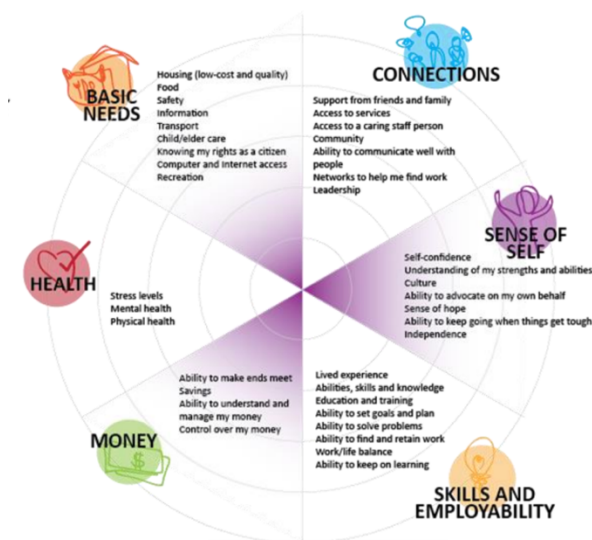 BASIC
NEEDS
Housing (low-cost and quality)
Food
Safety
Information
Transport
Child/elder care
Knowing my rights as a citizen
Computer and Internet access
Recreation
CONNECTIONS
Support from friends and family
Access to services
Access to a caring staff person
Community
Ability to communicate well with
people
Networks to help me find work
Leadership
SENSE OF
SELF
Self-confidence
Understanding of my strengths and abilities
Culture
Ability to advocate on my own behalf
Sense of hope
Ability to keep going when things get tough
Independence
HEALTH
Stress levels
Mental health
Physical health
MONEY
Ability to make ends meet
Savings
Ability to understand and
manage my money
Control over my money
$
Lived experience
Abilities, skills and knowledge
Education and training
Ability to set goals and plan
Ability to solve problems
Ability to find and retain work
Work/life balance
Ability to keep on learning
SKILLS AND
EMPLOYABILITY